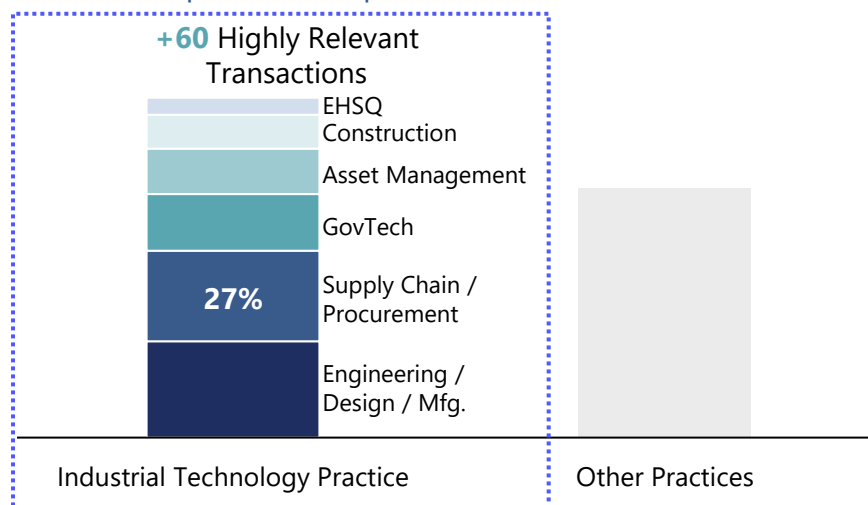 +60 Highly Relevant
Transactions
EHSQ
Construction
Asset Management
GovTech
27%
Supply Chain /
Procurement
Engineering /
Design / Mfg.
Industrial Technology Practice
Other Practices